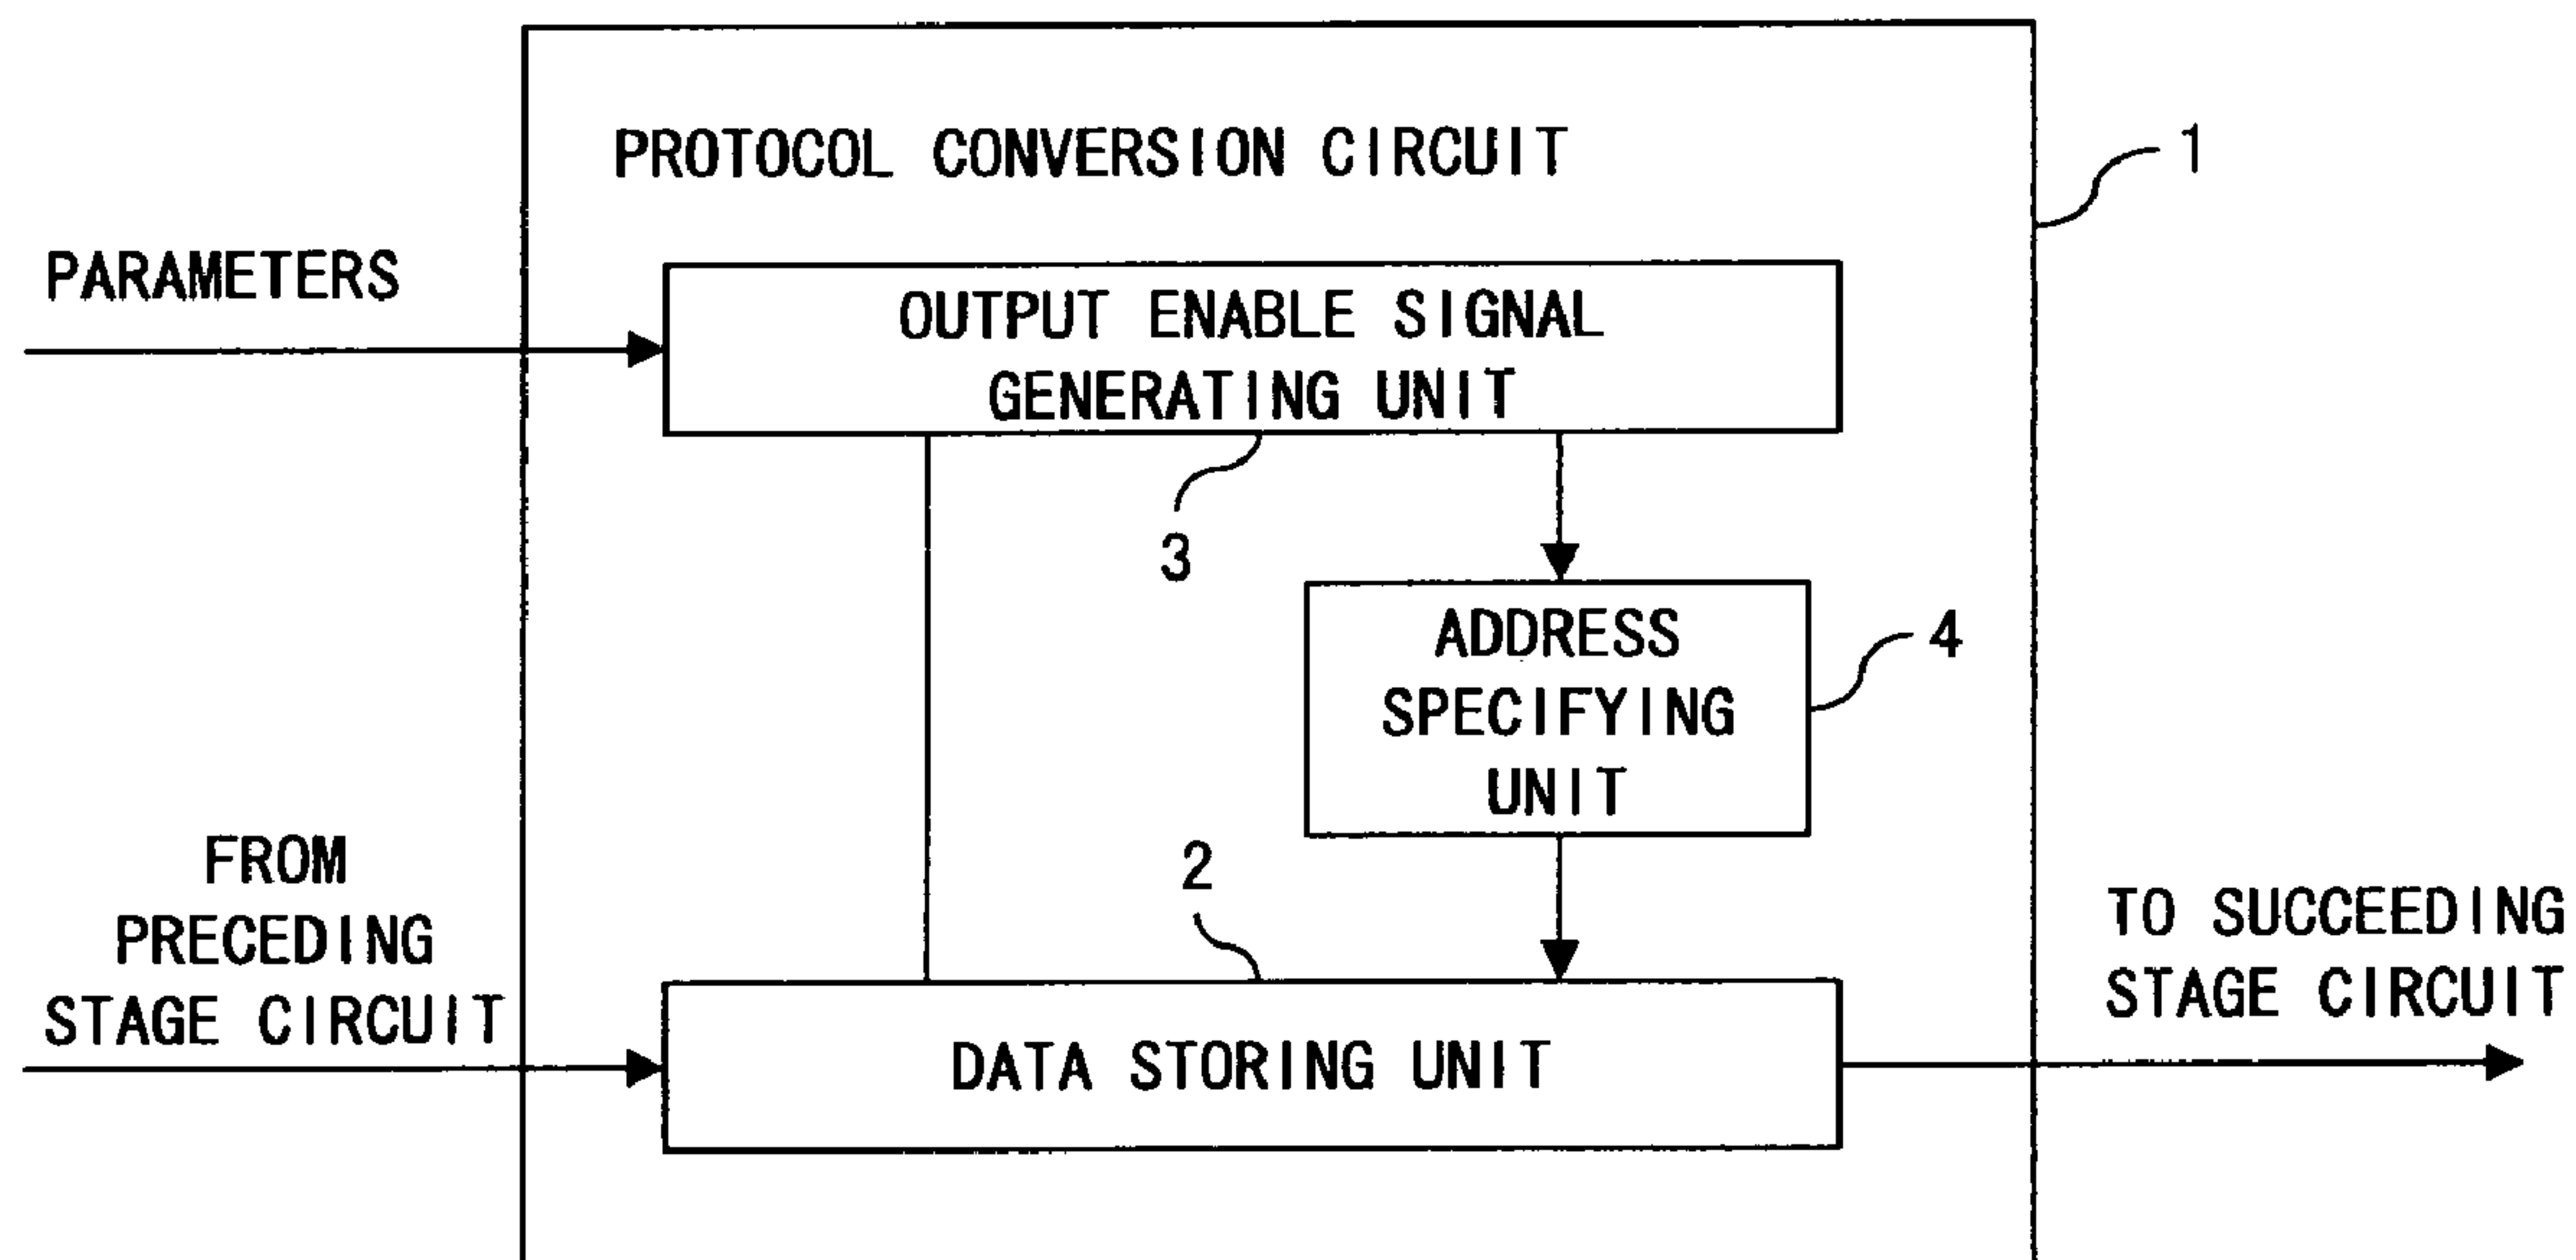 PROTOCOL CONVERSION CIRCUIT
1
PARAMETERS
OUTPUT ENABLE SIGNAL
GENERATING UNIT
3
ADDRESS
SPECIFYING
UNIT
4
FROM
PRECEDING
STAGE CIRCUIT
2
DATA STORING UNIT
TO SUCCEEDING
STAGE CIRCUIT